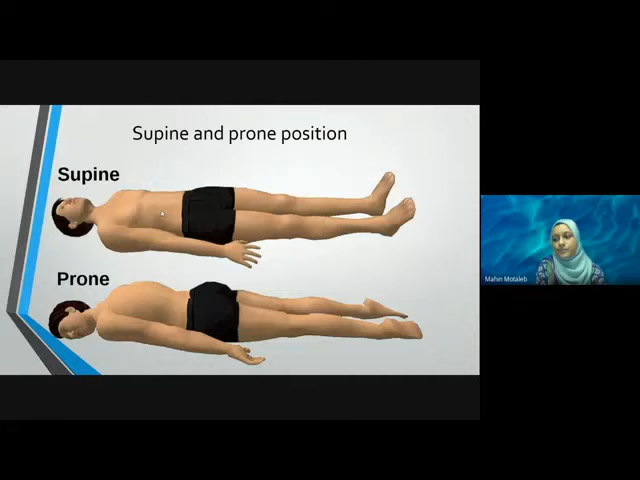 Supine and prone position
Supine
Prone
Mahin Motaleb